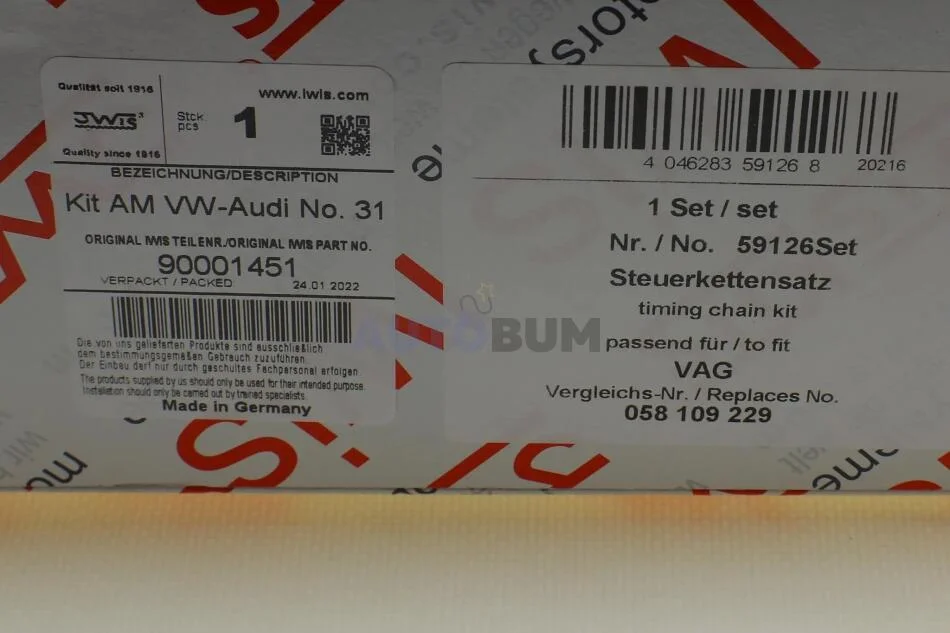 Qualität seit 1916
JWIS
Quality since 1916
Stck.
pcs
1
www.iwis.com
BEZEICHNUNG/DESCRIPTION
Kit AM VW-Audi No. 31
ORIGINAL IWIS TEILENR./ORIGINAL IWIS PART NO.
90001451
VERPACKT / PACKED 24.01 2022
Die von uns gelieferten Produkte sind ausschließlich
dem bestimmungsgemäßen Gebrauch zuzuführen.
Der Einbau darf nur durch geschultes Fachpersonal erfolgen.
The products supplied by us should only be used for their intended purpose.
Installation should only be carried out by trained specialists.
Made in Germany
4 046283 59126 8 20216
1 Set / set
Nr. / No. 59126Set
Steuerkettensatz
timing chain kit
passend für / to fit
VAG
Vergleichs-Nr. / Replaces No.
058 109 229
AUTOBUM